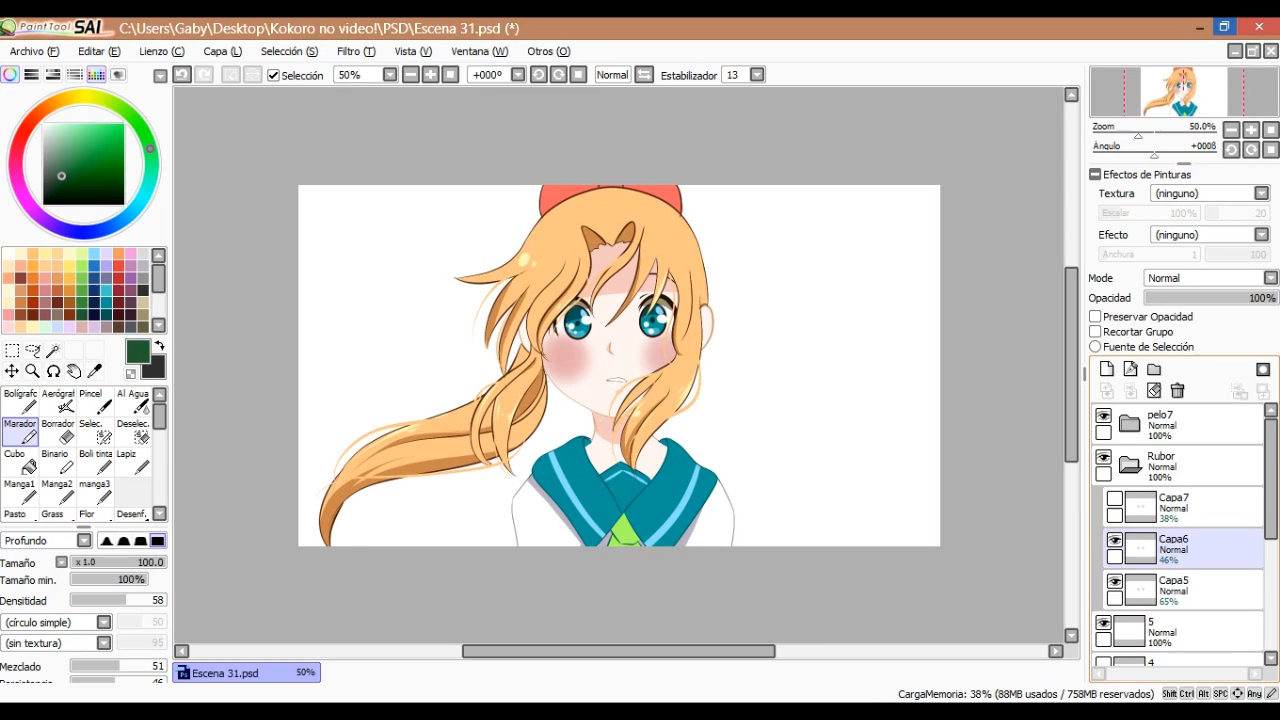 PaintTool SAI C:\Users\Gaby\Desktop\Kokoro no video!\PSD\Escena 31.psd (*)
Archivo (F) Editar (E) Lienzo (C) Capa (L) Selección (S) Filtro (T) Vista (V) Ventana (W) Otros (O)
Selección 50% +000º Normal Estabilizador 13
Zoom 50.0%
Ángulo +000ß
Efectos de Pinturas
Textura (ninguno)
Escalar 100% 20
Efecto (ninguno)
Anchura 1 100
Mode Normal
Opacidad 100%
Preservar Opacidad
Recortar Grupo
Fuente de Selección
Bolígrafc Aerógraf Pincel Al Agua
Marador Borrador Selec. Deselec.
Cubo Binario Boli tinta Lapiz
Manga1 Manga2 manga3
Pasto Grass Flor Desenf.
Profundo
Tamaño x 1.0 100.0
Tamaño min. 100%
Densitidad 58
(círculo simple) 50
(sin textura) 95
Mezclado 51
pelo7
Normal
100%
Rubor
Normal
100%
Capa7
Normal
38%
Capa6
Normal
46%
Capa5
Normal
65%
5
Normal
100%
4
Escena 31.psd 50%
CargaMemoria: 38% (88MB usados / 758MB reservados) Shift Ctrl Alt SPC Any